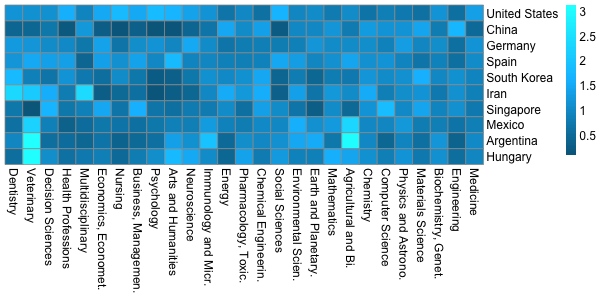 United States
China
Germany
Spain
South Korea
Iran
Singapore
Mexico
Argentina
Hungary
3
2.5
2
1.5
1
0.5
Dentistry
Veterinary
Decision Sciences
Health Professions
Multidisciplinary
Economics, Economet.
Nursing
Business, Managemen.
Psychology
Arts and Humanities
Neuroscience
Immunology and Micr.
Energy
Pharmacology, Toxic.
Chemical Engineerin.
Social Sciences
Environmental Scien.
Earth and Planetary.
Mathematics
Agricultural and Bi.
Chemistry
Computer Science
Physics and Astrono.
Materials Science
Biochemistry, Genet.
Engineering
Medicine